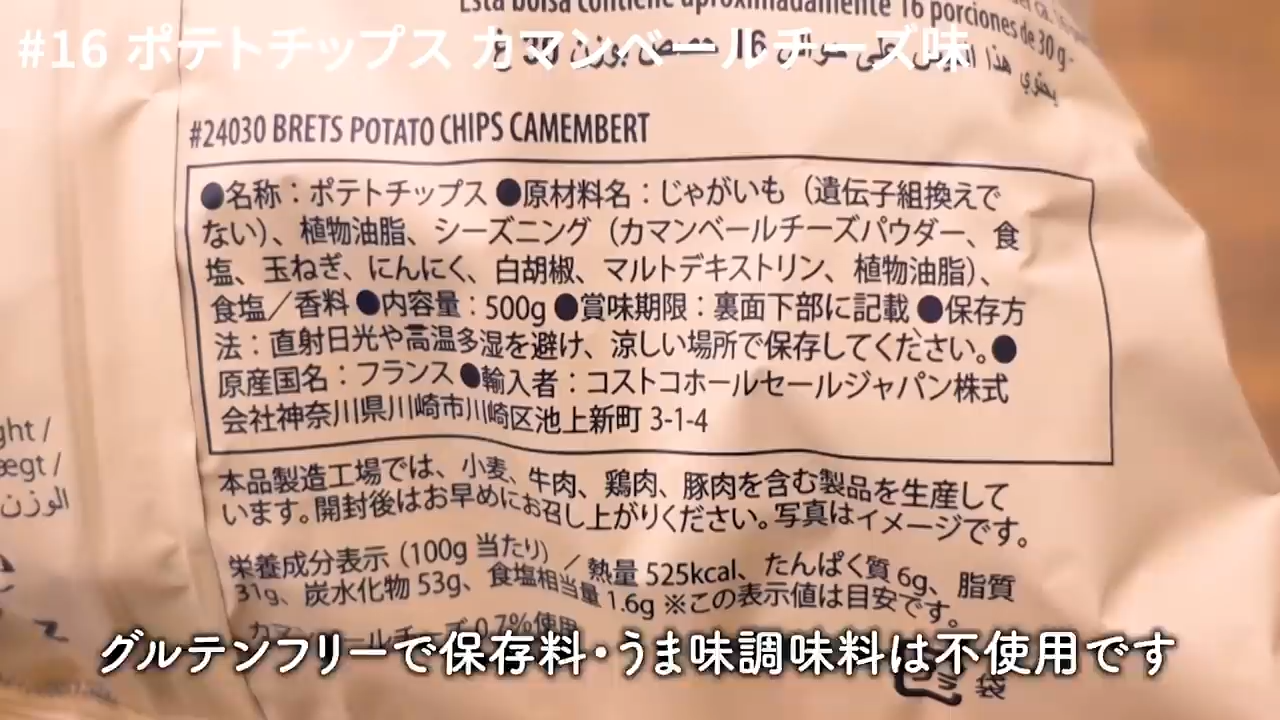 Esta bolsa contiene aproximadamente 16 porciones de 30 g-
#16 ポテトチップス カマンベールチーズ味
#24030 BRETS POTATO CHIPS CAMEMBERT
●名称：ポテトチップス ●原材料名：じゃがいも（遺伝子組換えで
ない）、植物油脂、シーズニング（カマンベールチーズパウダー、食
塩、玉ねぎ、にんにく、白胡椒、マルトデキストリン、植物油脂）、
食塩／香料 ●内容量：500g ●賞味期限：裏面下部に記載 ●保存方
法：直射日光や高温多湿を避け、涼しい場所で保存してください。●
原産国名：フランス ●輸入者：コストコホールセールジャパン株式
会社神奈川県川崎市川崎区池上新町 3-1-4
ght /
ægt /
الوزن
本品製造工場では、小麦、牛肉、鶏肉、豚肉を含む製品を生産して
います。開封後はお早めにお召し上がりください。写真はイメージです。
栄養成分表示（100g 当たり）／熱量 525kcal、たんぱく質 6g、脂質
31g、炭水化物 53g、食塩相当量 1.6g ※この表示値は目安です。
カマンベールチーズ 0.7%使用
グルテンフリーで保存料・うま味調味料は不使用です
袋